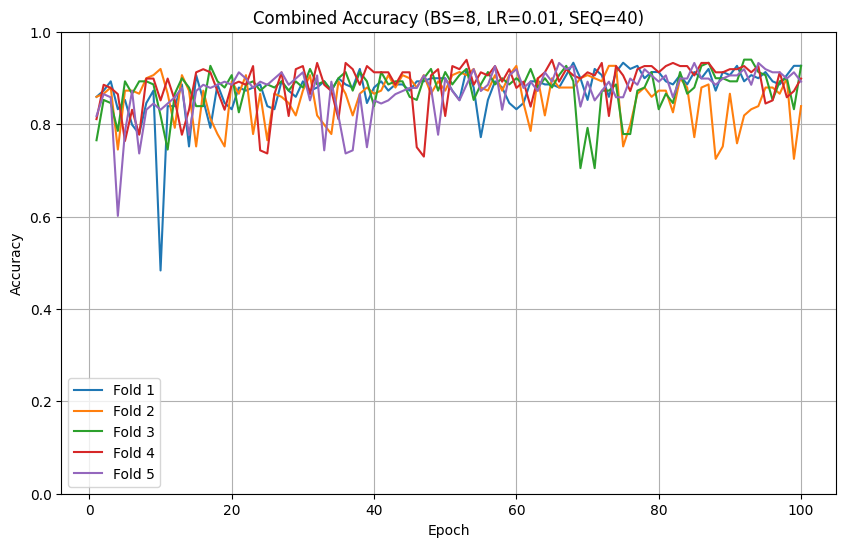 Combined Accuracy (BS=8, LR=0.01, SEQ=40)
1.0
0.8
0.6
0.4
0.2
0.0
Accuracy
Fold 1
Fold 2
Fold 3
Fold 4
Fold 5
0 20 40 60 80 100
Epoch